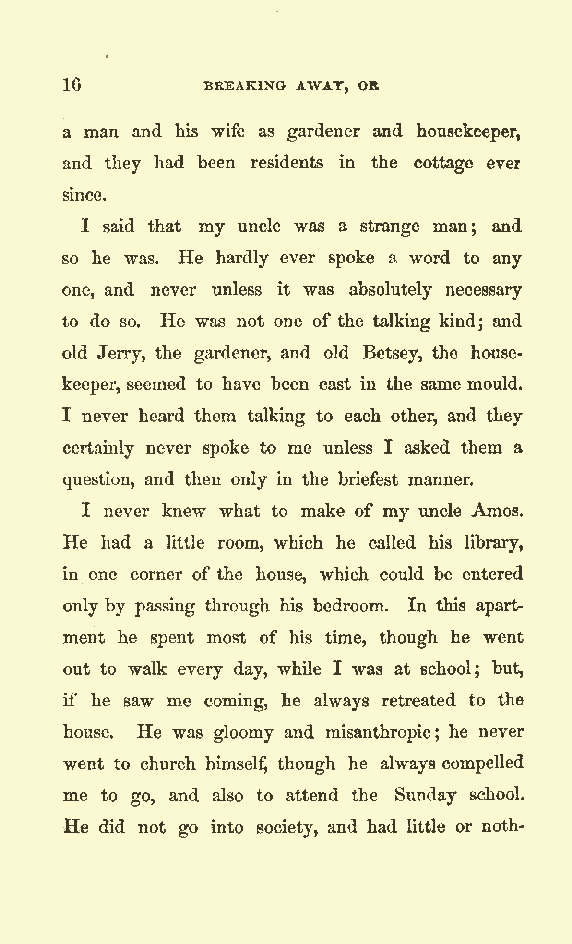 16 BREAKING AWAY, OR
a man and his wife as gardener and housekeeper,
and they had been residents in the cottage ever
since.
I said that my uncle was a strange man; and
so he was. He hardly ever spoke a word to any
one, and never unless it was absolutely necessary
to do so. He was not one of the talking kind; and
old Jerry, the gardener, and old Betsey, the house-
keeper, seemed to have been cast in the same mould.
I never heard them talking to each other, and they
certainly never spoke to me unless I asked them a
question, and then only in the briefest manner.
I never knew what to make of my uncle Amos.
He had a little room, which he called his library,
in one corner of the house, which could be entered
only by passing through his bedroom. In this apart-
ment he spent most of his time, though he went
out to walk every day, while I was at school; but,
if he saw me coming, he always retreated to the
house. He was gloomy and misanthropic; he never
went to church himself, though he always compelled
me to go, and also to attend the Sunday school.
He did not go into society, and had little or noth-